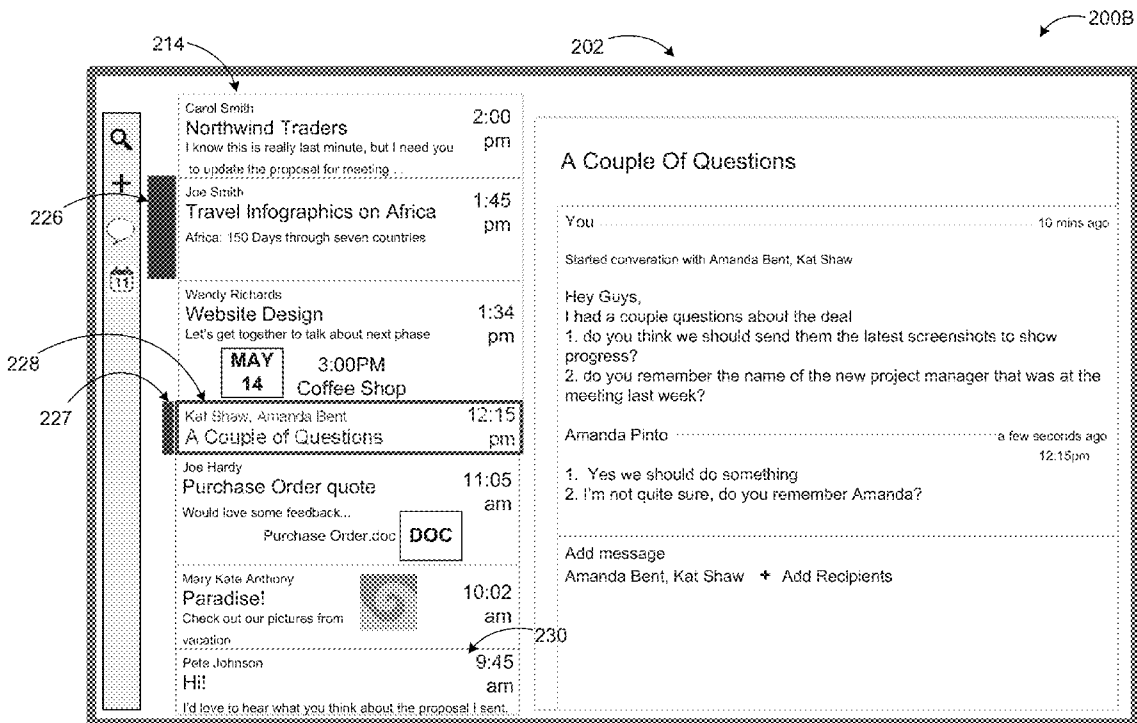 200B
214
202
Carol Smith
Northwind Traders
2:00
pm
I know this is really last minute, but I need you
to update the proposal for meeting . .
226
Joe Smith
Travel Infographics on Africa
1:45
pm
Africa: 150 Days through seven countries
11
Wendy Richards
Website Design
1:34
pm
Let's get together to talk about next phase
MAY
14
3:00PM
Coffee Shop
228
227
Kat Shaw, Amanda Bent
A Couple of Questions
12:15
pm
Joe Hardy
Purchase Order quote
11:05
am
Would love some feedback...
Purchase Order.doc
DOC
Mary Kate Anthony
Paradise!
10:02
am
Check out our pictures from
vacation
230
Pete Johnson
Hi!
9:45
am
I'd love to hear what you think about the proposal I sent.
A Couple Of Questions
You
10 mins ago
Started converation with Amanda Bent, Kat Shaw
Hey Guys,
I had a couple questions about the deal
1. do you think we should send them the latest screenshots to show
progress?
2. do you remember the name of the new project manager that was at the
meeting last week?
Amanda Pinto
a few seconds ago
12:15pm
1. Yes we should do something
2. I'm not quite sure, do you remember Amanda?
Add message
Amanda Bent, Kat Shaw + Add Recipients